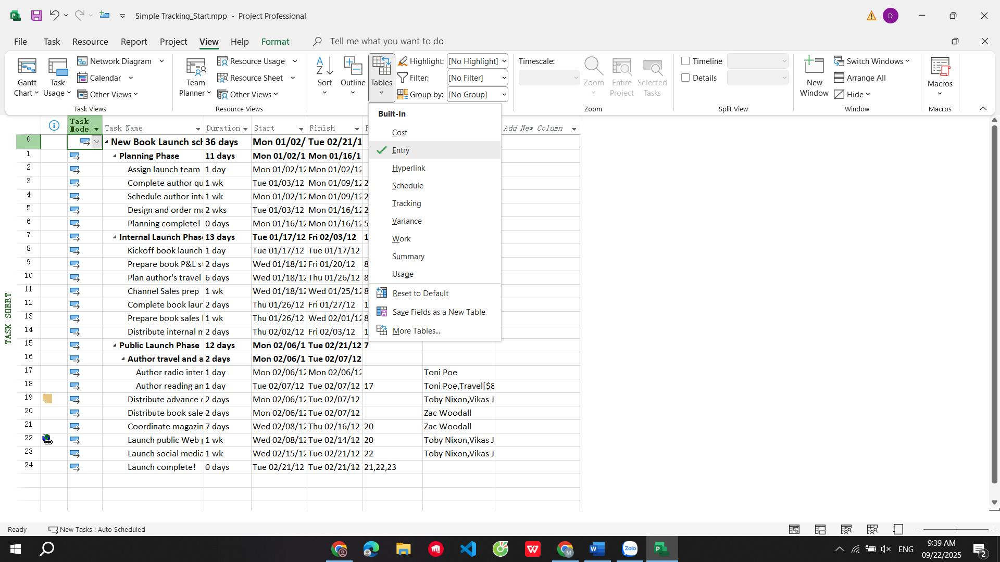 Simple Tracking_Start.mpp - Project Professional
D
File Task Resource Report Project View Help Format Tell me what you want to do
Gantt Chart
Task Usage
Network Diagram
Calendar
Other Views
Task Views
Team Planner
Resource Usage
Resource Sheet
Other Views
Resource Views
Sort
Outline
Tables
Highlight: [No Highlight]
Filter: [No Filter]
Group by: [No Group]
Timescale:
Zoom
Entire Project
Selected Tasks
Zoom
Timeline
Details
Split View
New Window
Switch Windows
Arrange All
Hide
Window
Macros
Macros
Built-In
Cost
Entry
Hyperlink
Schedule
Tracking
Variance
Work
Summary
Usage
Reset to Default
Save Fields as a New Table
More Tables...
Task Mode Task Name Duration Start Finish Add New Column
0 New Book Launch 36 days Mon 01/02/ Tue 02/21/1
1 Planning Phase 11 days Mon 01/02/1 Mon 01/16/1
2 Assign launch team 1 day Mon 01/02/12 Mon 01/02/12
3 Complete author qu 1 wk Tue 01/03/12 Mon 01/09/12 2
4 Schedule author inte 1 wk Mon 01/02/12 Mon 01/09/12 2
5 Design and order ma 2 wks Tue 01/03/12 Mon 01/16/12 2
6 Planning complete! 0 days Mon 01/16/12 Mon 01/16/12 5
7 Internal Launch Phase 13 days Tue 01/17/12 Fri 02/03/12 1
8 Kickoff book launch 1 day Tue 01/17/12 Tue 01/17/12
9 Prepare book P&L st 2 days Wed 01/18/12 Fri 01/20/12 8
10 Plan author's travel 6 days Wed 01/18/12 Thu 01/26/12 8
11 Channel Sales prep 1 wk Wed 01/18/12 Wed 01/25/12 8
12 Complete book laun 2 days Thu 01/26/12 Fri 01/27/12 1
13 Prepare book sales 1 wk Thu 01/26/12 Wed 02/01/12 8
14 Distribute internal m 2 days Thu 02/02/12 Fri 02/03/12 1
15 Public Launch Phase 12 days Mon 02/06/1 Tue 02/21/12 7
16 Author travel and a 2 days Mon 02/06/1 Tue 02/07/12
17 Author radio inter 1 day Mon 02/06/12 Mon 02/06/12 Toni Poe
18 Author reading an 1 day Tue 02/07/12 Tue 02/07/12 17 Toni Poe,Travel[$8
19 Distribute advance c 2 days Mon 02/06/12 Tue 02/07/12 Toby Nixon,Vikas J
20 Distribute book sale 2 days Mon 02/06/12 Tue 02/07/12 Zac Woodall
21 Coordinate magazin 7 days Wed 02/08/12 Thu 02/16/12 20 Zac Woodall
22 Launch public Web p 1 wk Wed 02/08/12 Tue 02/14/12 20 Toby Nixon,Vikas J
23 Launch social media 1 wk Wed 02/15/12 Tue 02/21/12 22 Toby Nixon,Vikas J
24 Launch complete! 0 days Tue 02/21/12 Tue 02/21/12 21,22,23
TASK SHEET
Ready New Tasks : Auto Scheduled
Zalo
ENG
9:39 AM
09/22/2025
2